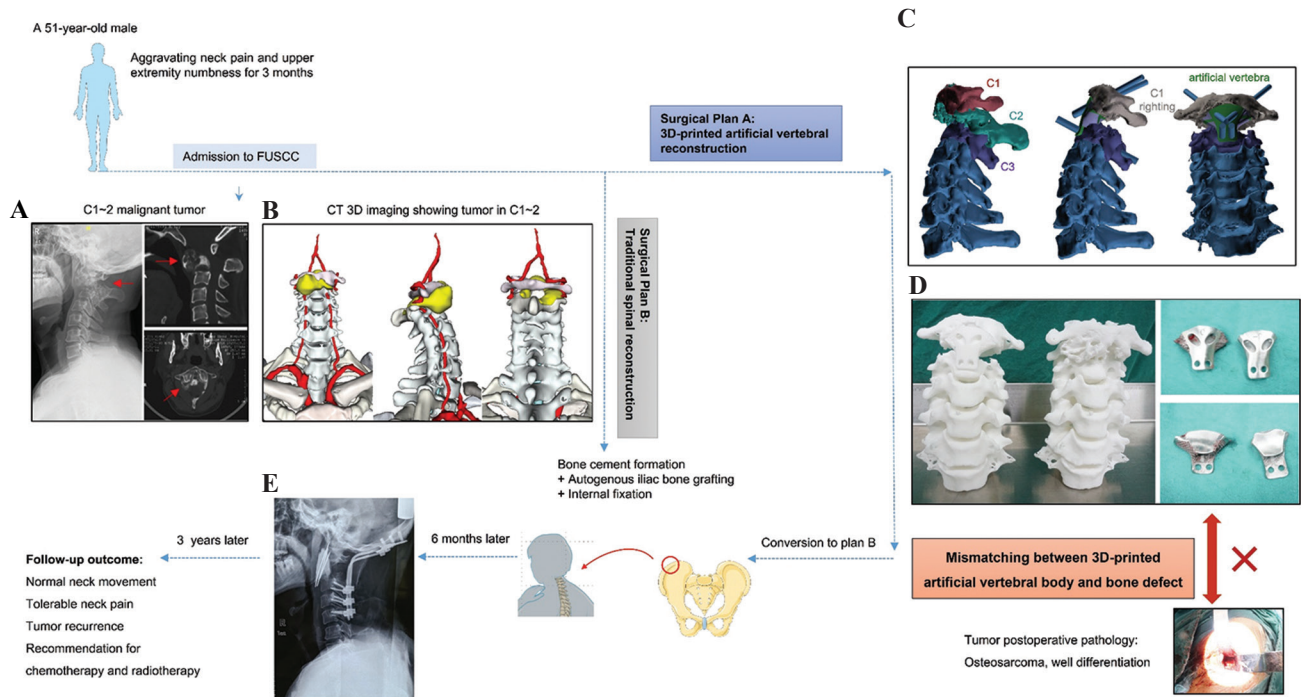 A 51-year-old male
Aggravating neck pain and upper
extremity numbness for 3 months
Admission to FUSCC
Surgical Plan A:
3D-printed artificial vertebral
reconstruction
A
C1~2 malignant tumor
B
CT 3D imaging showing tumor in C1~2
Surgical Plan B:
Traditional spinal reconstruction
Bone cement formation
+ Autogenous iliac bone grafting
+ Internal fixation
C
C1
C2
C3
C1
righting
artificial vertebra
D
Mismatching between 3D-printed
artificial vertebral body and bone defect
Tumor postoperative pathology:
Osteosarcoma, well differentiation
Conversion to plan B
6 months later
E
3 years later
Follow-up outcome:
Normal neck movement
Tolerable neck pain
Tumor recurrence
Recommendation for
chemotherapy and radiotherapy